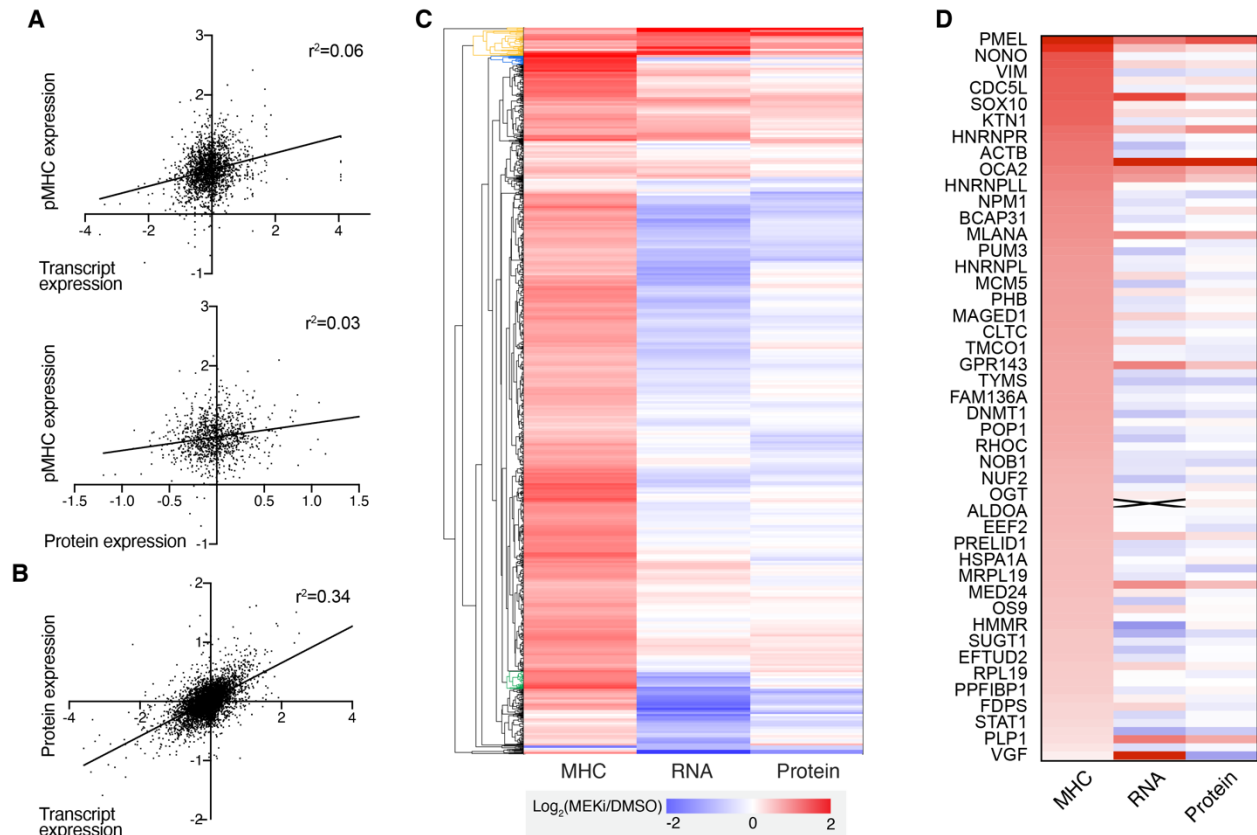 A
3
r²=0.06
2
1
pMHC expression
-4
-2
2
4
Transcript
expression
-1
3
r²=0.03
2
1
pMHC expression
-1.5
-1.0
-0.5
0.5
1.0
1.5
Protein expression
-1
B
2
r²=0.34
1
Protein expression
-4
-2
2
4
-1
Transcript
expression
-2
C
MHC
RNA
Protein
Log₂(MEKi/DMSO)
-2
0
2
D
PMEL
NONO
VIM
CDC5L
SOX10
KTN1
HNRNPR
ACTB
OCA2
HNRNPLL
NPM1
BCAP31
MLANA
PUM3
HNRNPL
MCM5
PHB
MAGED1
CLTC
TMCO1
GPR143
TYMS
FAM136A
DNMT1
POP1
RHOC
NOB1
NUF2
OGT
ALDOA
EEF2
PRELID1
HSPA1A
MRPL19
MED24
OS9
HMMR
SUGT1
EFTUD2
RPL19
PPFIBP1
FDPS
STAT1
PLP1
VGF
MHC
RNA
Protein